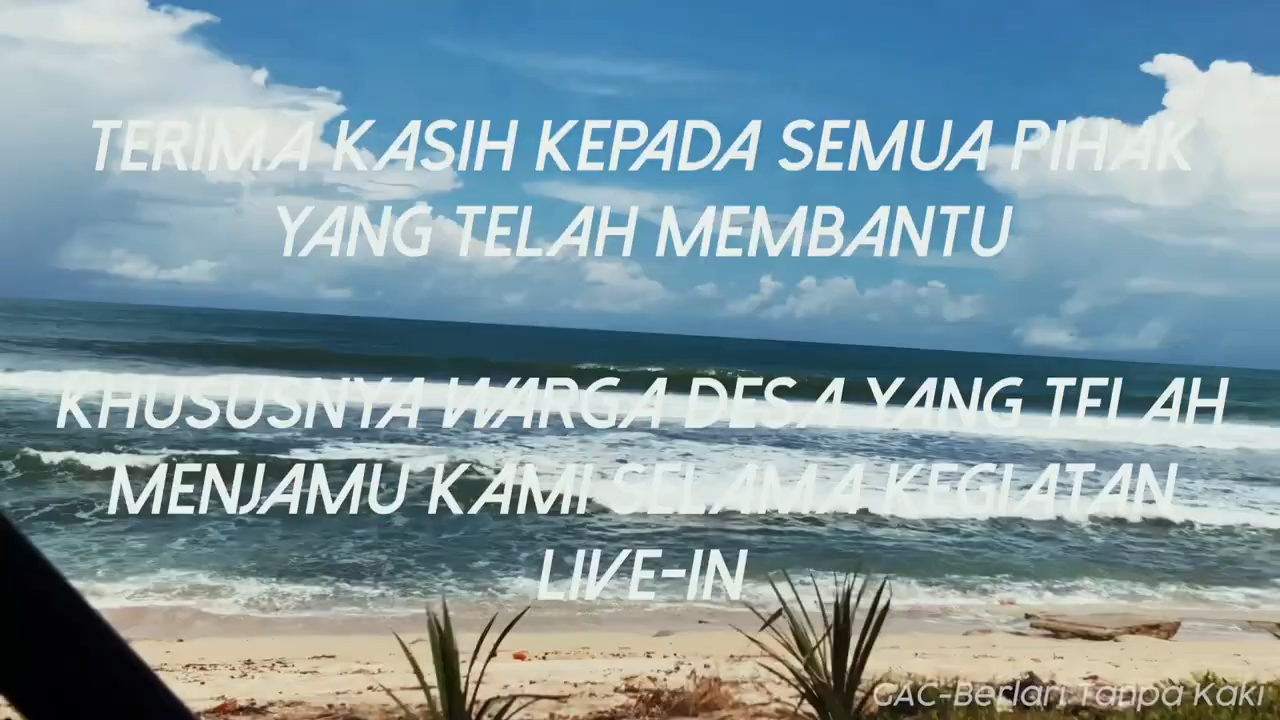 TERIMA KASIH KEPADA SEMUA PIHAK
YANG TELAH MEMBANTU
KHUSUSNYA WARGA DESA YANG TELAH
MENJAMU KAMI SELAMA KEGIATAN
LIVE-IN
GAC-Berlari Tanpa Kaki